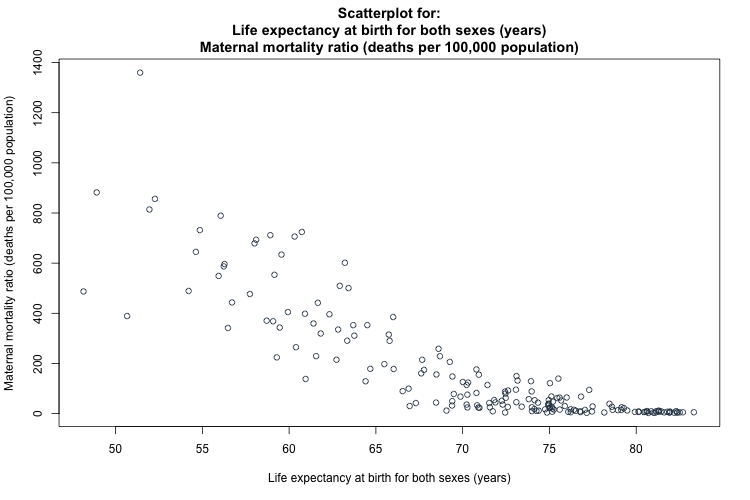 Scatterplot for:
Life expectancy at birth for both sexes (years)
Maternal mortality ratio (deaths per 100,000 population)
Maternal mortality ratio (deaths per 100,000 population)
1400
1200
1000
800
600
400
200
0
50 55 60 65 70 75 80
Life expectancy at birth for both sexes (years)